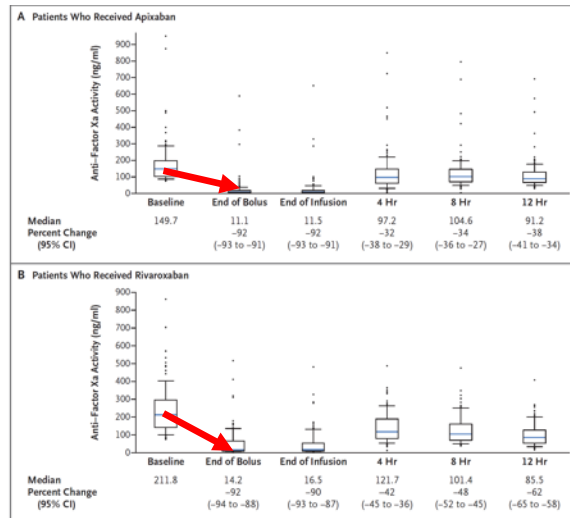 A Patients Who Received Apixaban
Anti–Factor Xa Activity (ng/ml)
900
800
700
600
500
400
300
200
100
0
Baseline End of Bolus End of Infusion 4 Hr 8 Hr 12 Hr
Median 149.7 11.1 11.5 97.2 104.6 91.2
Percent Change −92 −92 −32 −34 −38
(95% CI) (−93 to −91) (−93 to −91) (−38 to −29) (−36 to −27) (−41 to −34)
B Patients Who Received Rivaroxaban
Anti–Factor Xa Activity (ng/ml)
900
800
700
600
500
400
300
200
100
0
Baseline End of Bolus End of Infusion 4 Hr 8 Hr 12 Hr
Median 211.8 14.2 16.5 121.7 101.4 85.5
Percent Change −92 −90 −42 −48 −62
(95% CI) (−94 to −88) (−93 to −87) (−45 to −36) (−52 to −45) (−65 to −58)